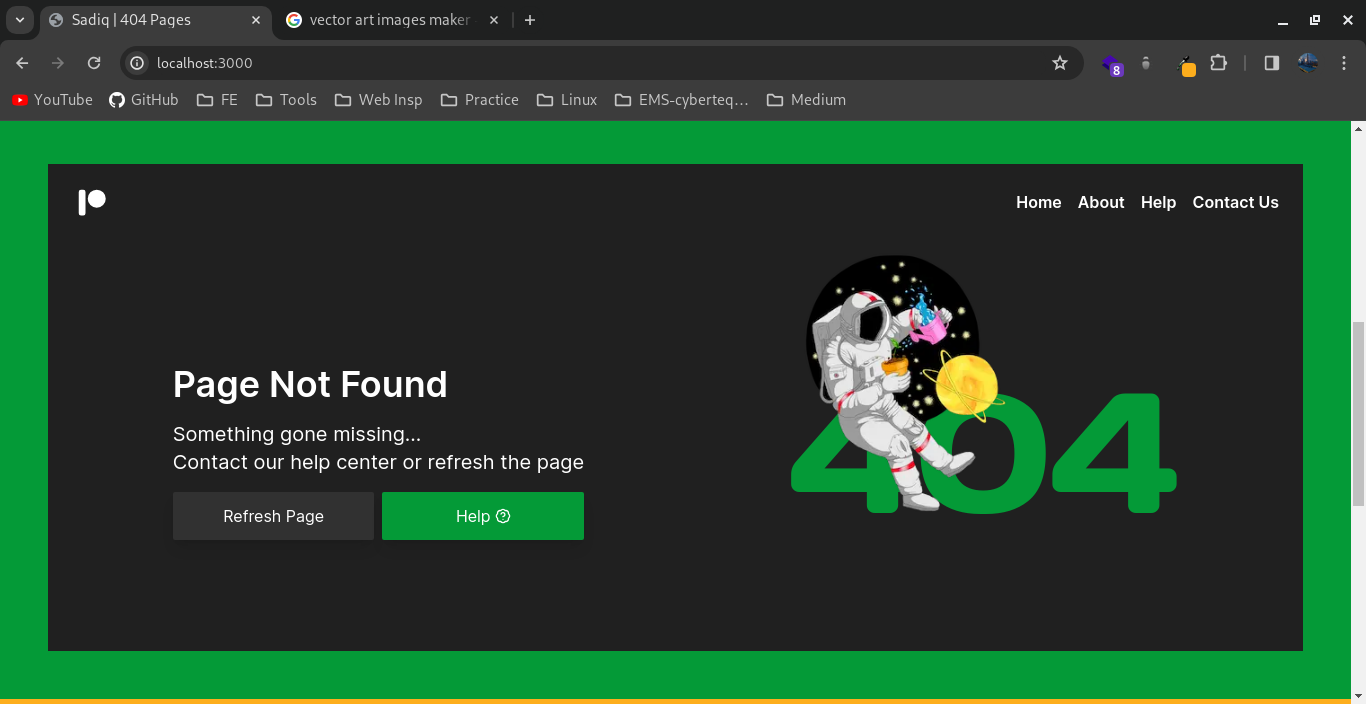 Sadiq | 404 Pages
vector art images maker
localhost:3000
8
YouTube GitHub FE Tools Web Insp Practice Linux EMS-cyberteq... Medium
Home About Help Contact Us
Page Not Found
Something gone missing...
Contact our help center or refresh the page
Refresh Page Help ?
404